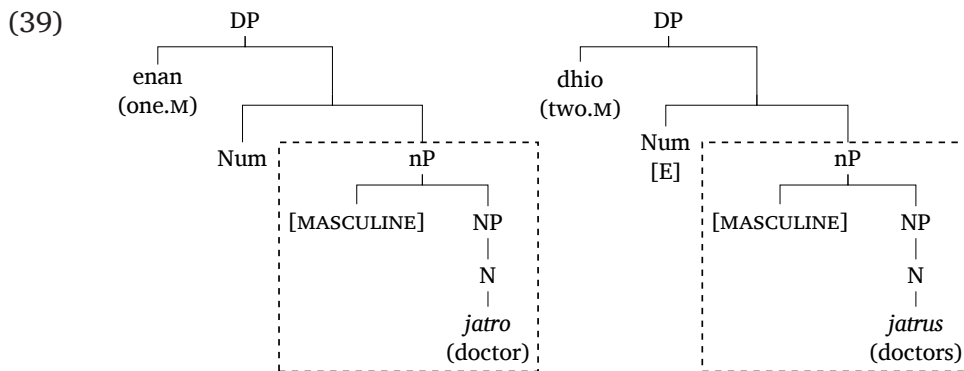 (39)
DP DP
enan dhio
(one.M) (two.M)
Num nP Num nP
[E]
[MASCULINE] NP [MASCULINE] NP
N N
jatro jatrus
(doctor) (doctors)